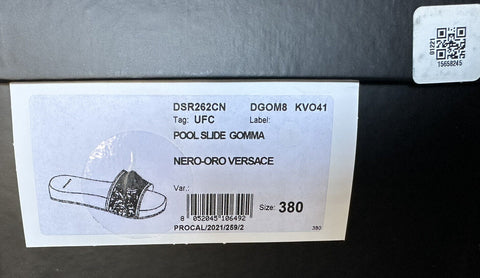 01221
15658245
DSR262CN DGOM8 KVO41
Tag: UFC Label:
POOL SLIDE GOMMA
NERO-ORO VERSACE
Var.:
Size: 380
8 052045 106492
PROCAL/2021/259/2 380